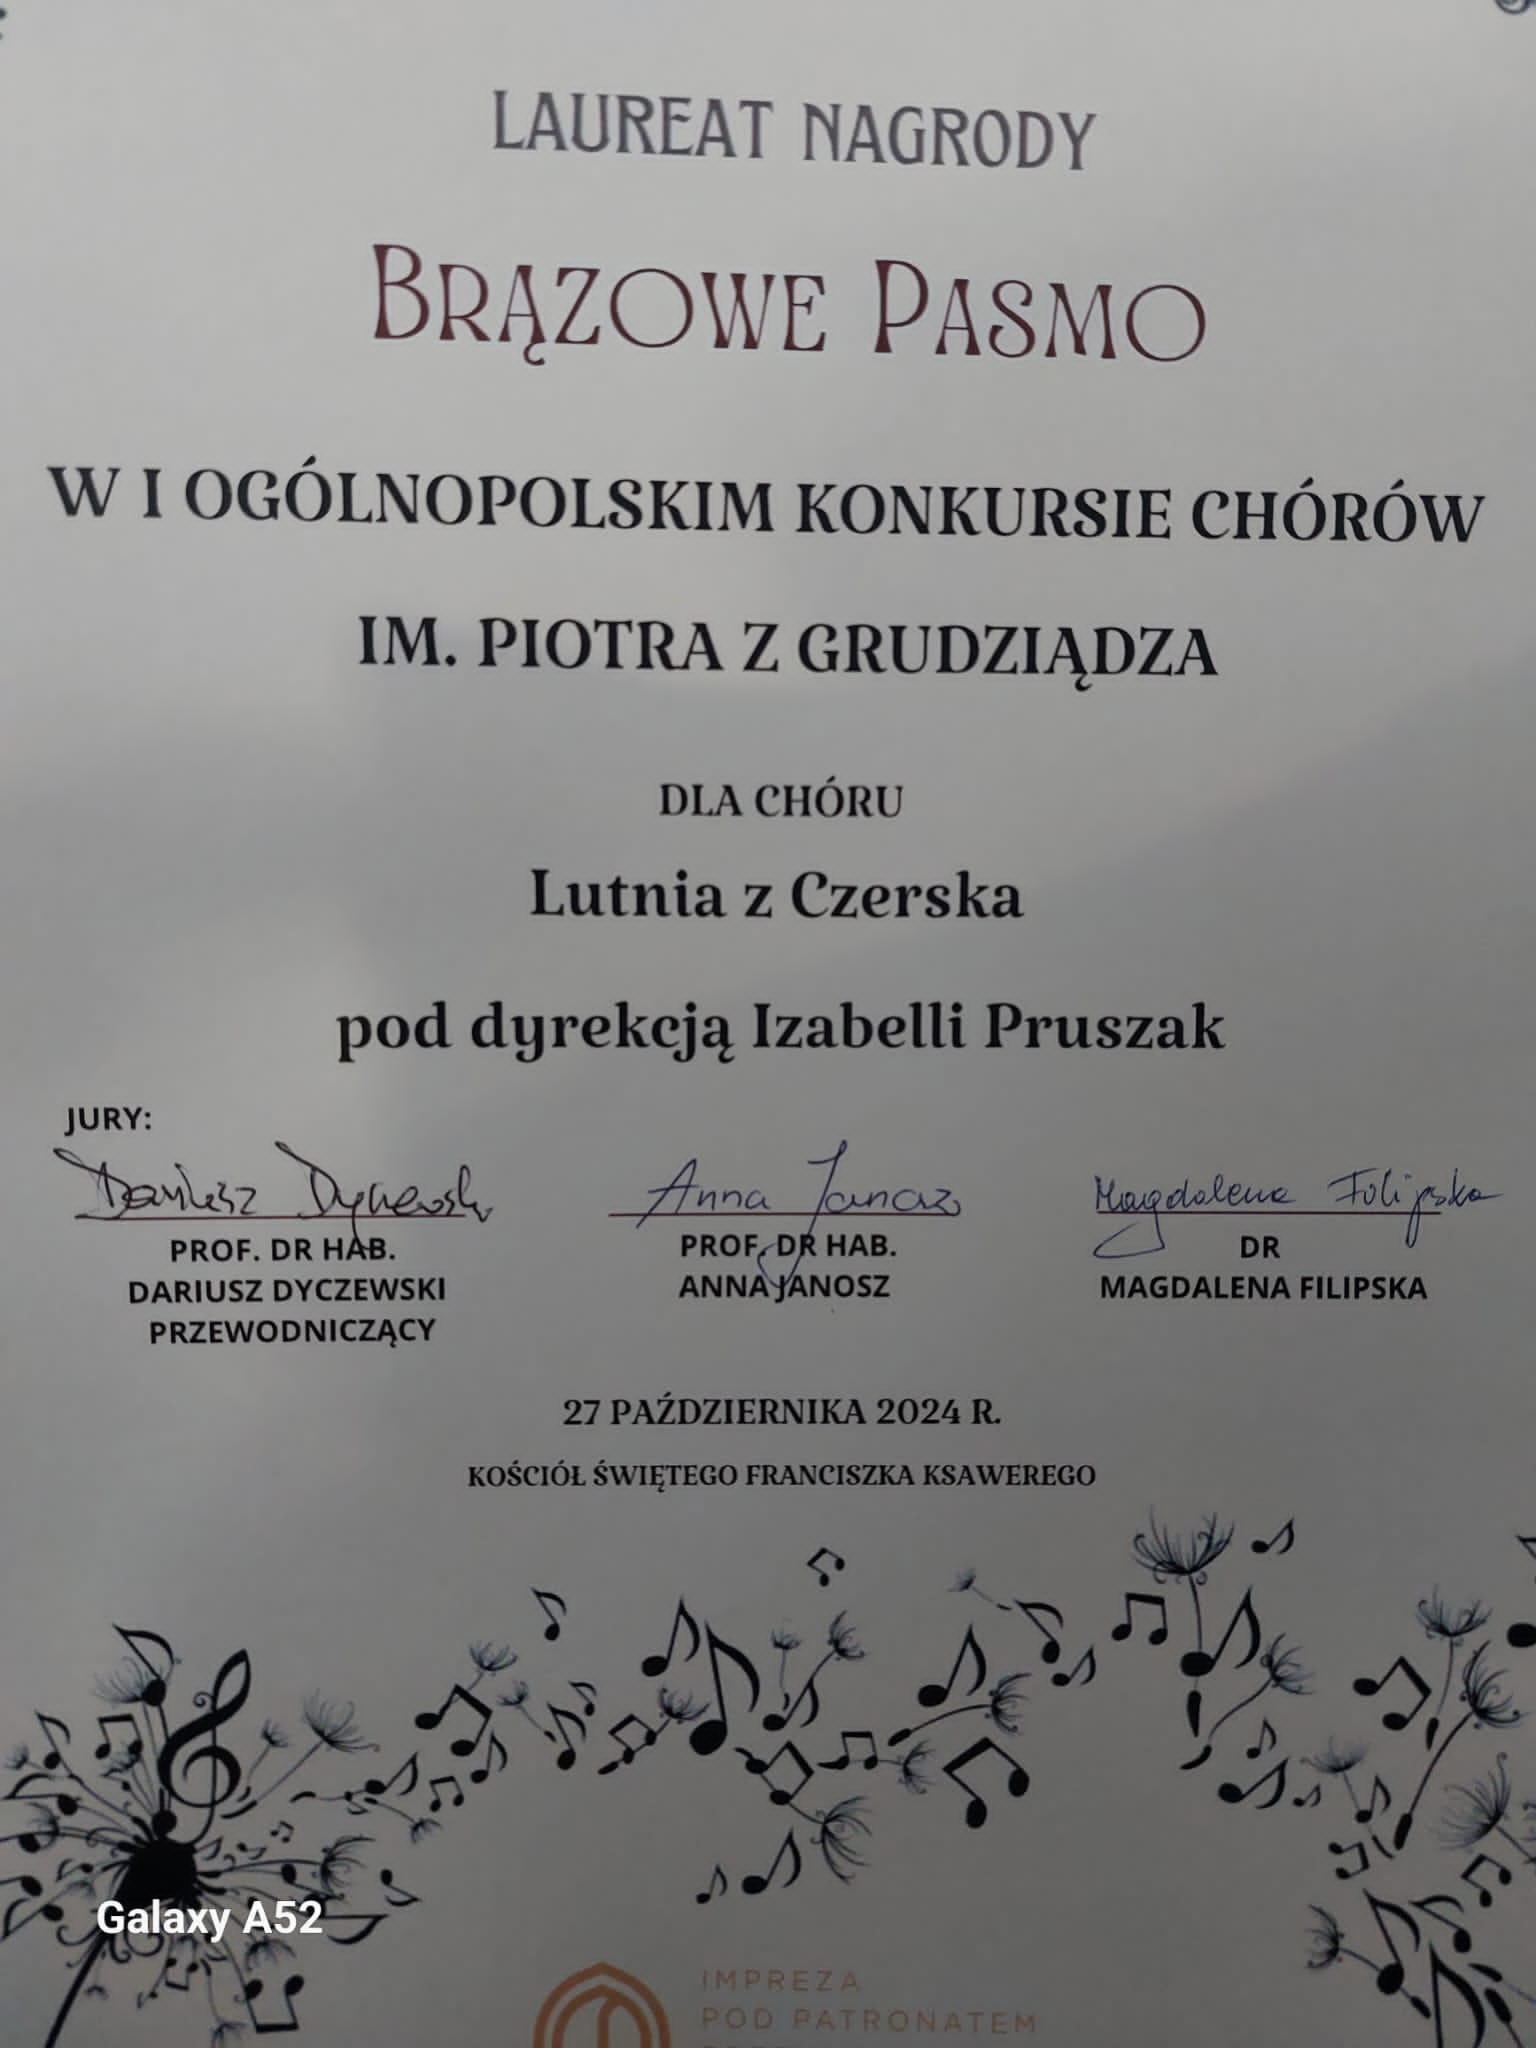 LAUREAT NAGRODY
BRĄZOWE PASMO
W I OGÓLNOPOLSKIM KONKURSIE CHÓRÓW
IM. PIOTRA Z GRUDZIĄDZA
DLA CHÓRU
Lutnia z Czerska
pod dyrekcją Izabelli Pruszak
JURY:
Dariusz Dyczewski
PROF. DR HAB.
DARIUSZ DYCZEWSKI
PRZEWODNICZĄCY
Anna Janosz
PROF. DR HAB.
ANNA JANOSZ
Magdalena Filipska
DR
MAGDALENA FILIPSKA
27 PAŹDZIERNIKA 2024 R.
KOŚCIÓŁ ŚWIĘTEGO FRANCISZKA KSAWEREGO
Galaxy A52
IMPREZA
POD PATRONATEM